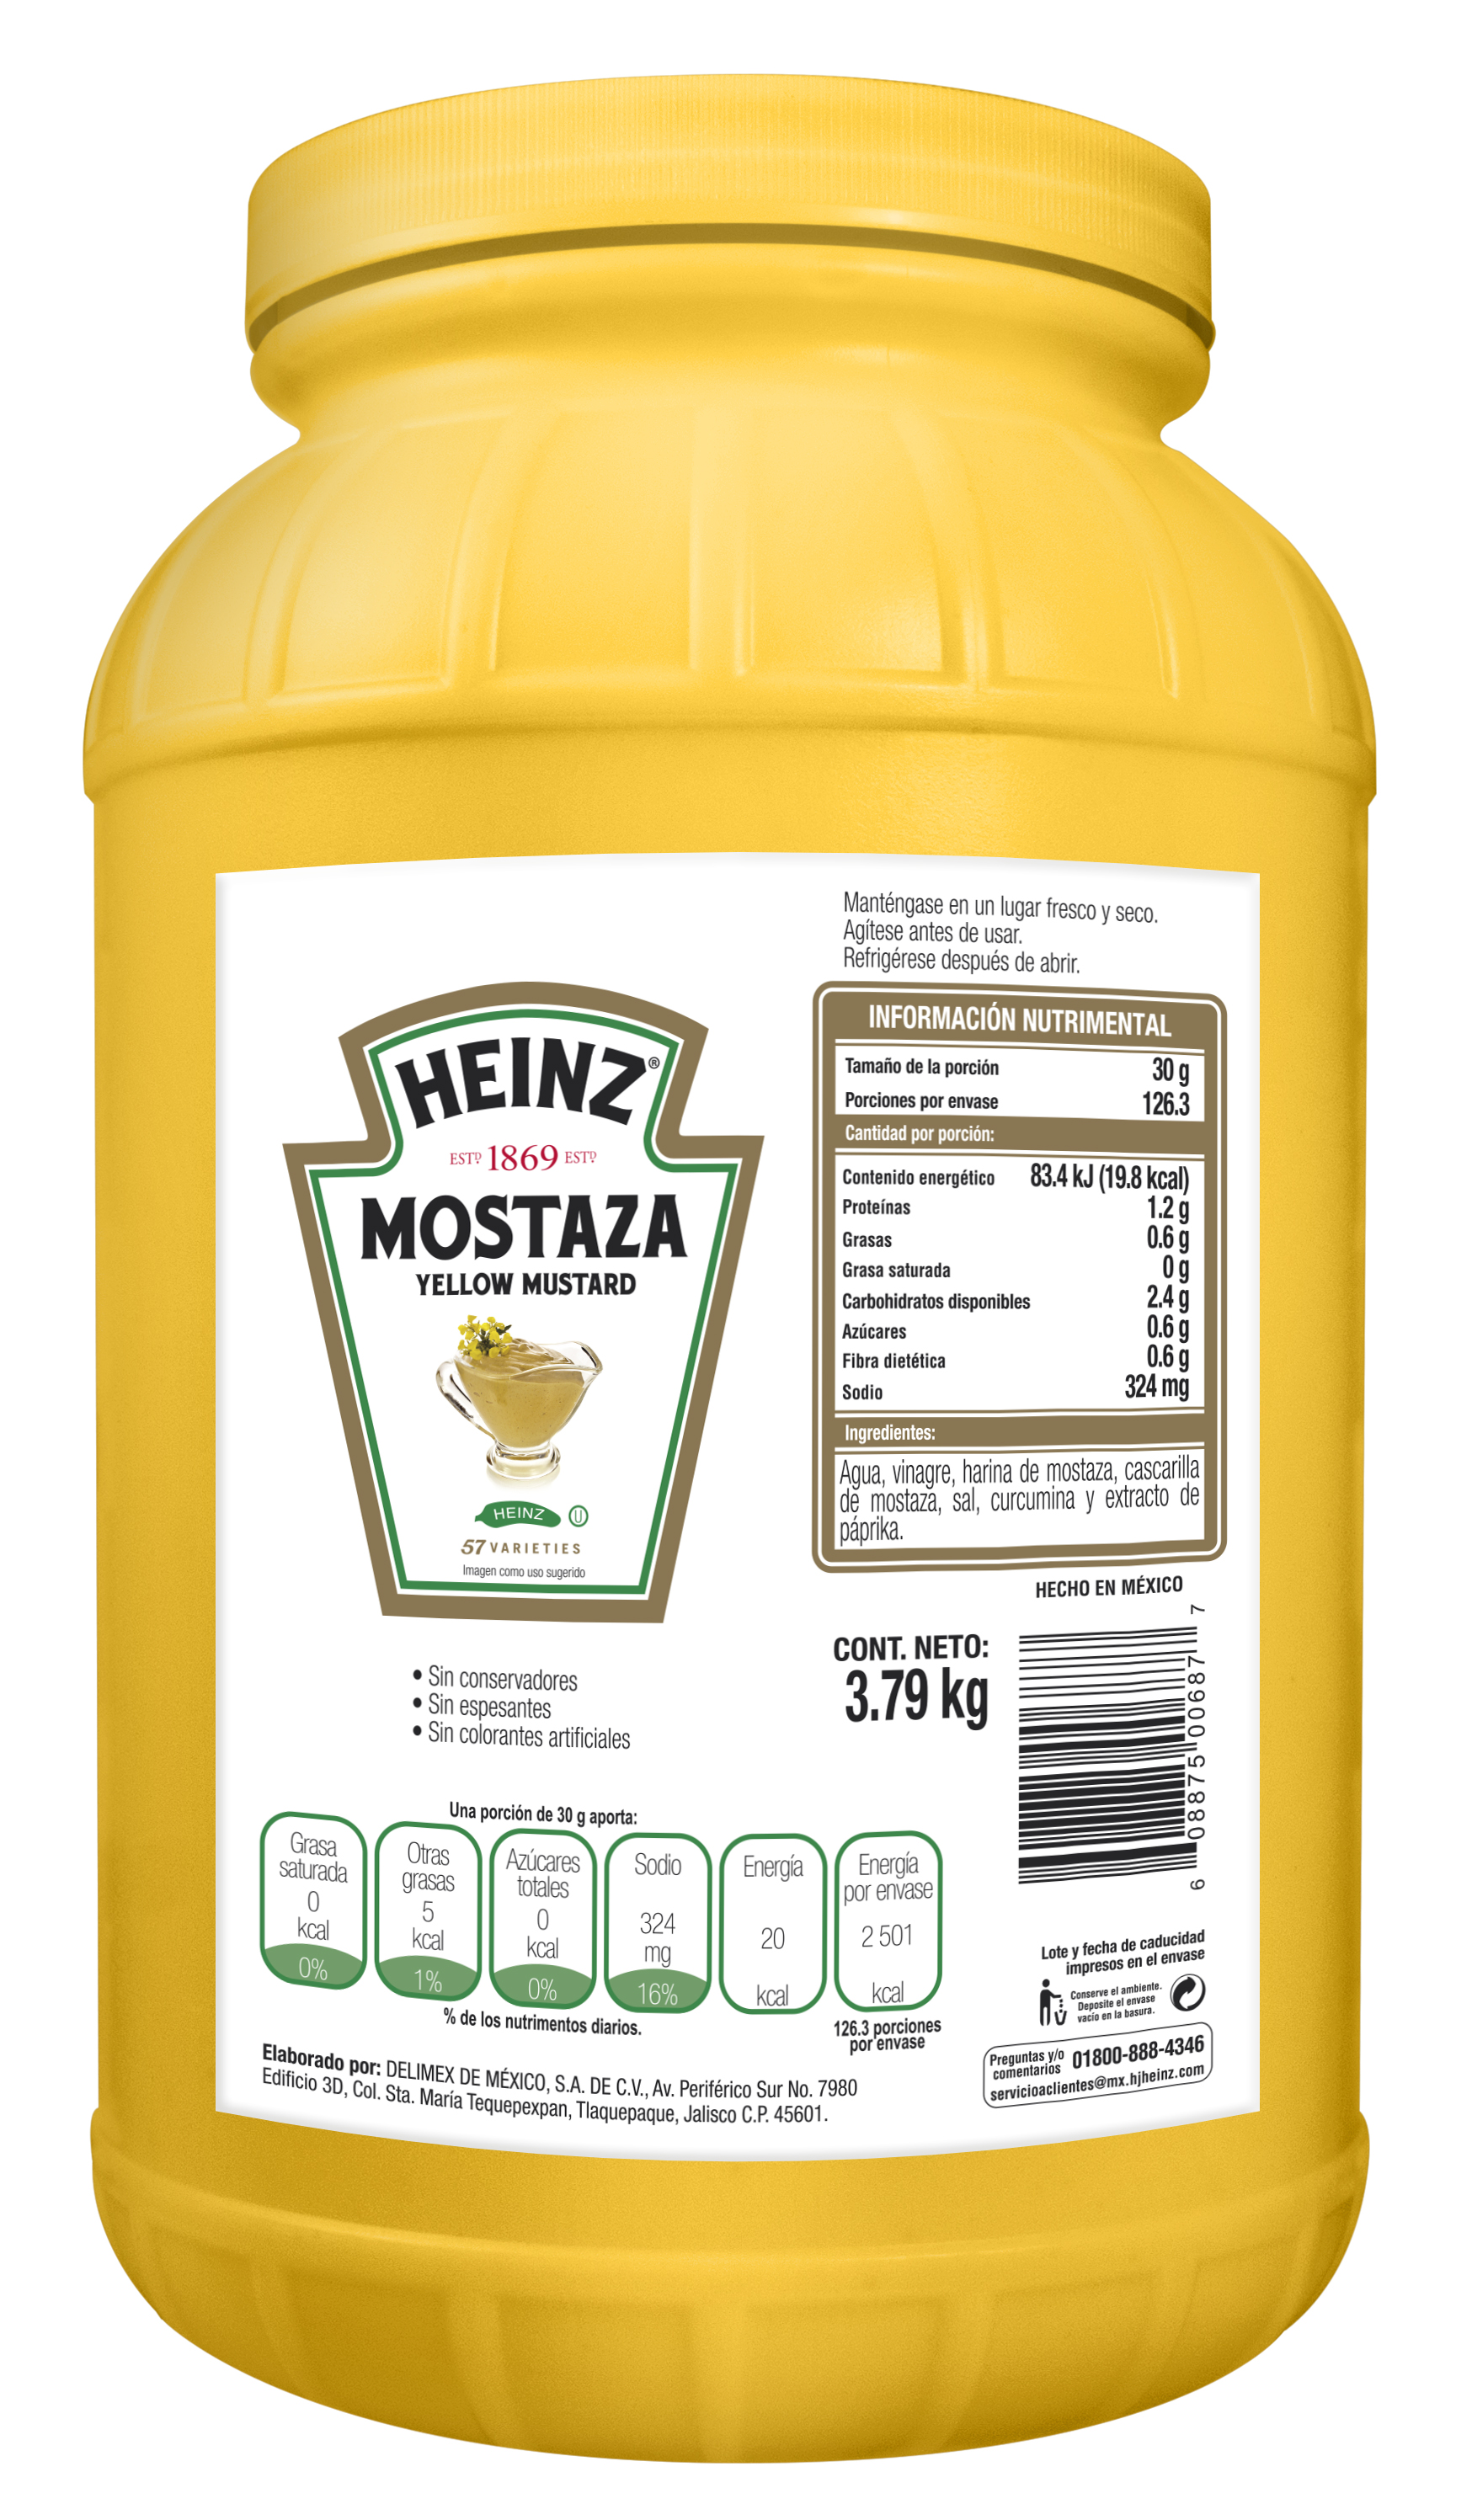 Manténgase en un lugar fresco y seco.
Agítese antes de usar.
Refrigérese después de abrir.
HEINZ®
ESTD 1869 ESTD
MOSTAZA
YELLOW MUSTARD
HEINZ U
57 VARIETIES
Imagen como uso sugerido
INFORMACIÓN NUTRIMENTAL
Tamaño de la porción 30 g
Porciones por envase 126.3
Cantidad por porción:
Contenido energético 83.4 kJ (19.8 kcal)
Proteínas 1.2 g
Grasas 0.6 g
Grasa saturada 0 g
Carbohidratos disponibles 2.4 g
Azúcares 0.6 g
Fibra dietética 0.6 g
Sodio 324 mg
Ingredientes:
Agua, vinagre, harina de mostaza, cascarilla
de mostaza, sal, curcumina y extracto de
páprika.
HECHO EN MÉXICO
• Sin conservadores
• Sin espesantes
• Sin colorantes artificiales
CONT. NETO:
3.79 kg
6 08875 00687 7
Una porción de 30 g aporta:
Grasa
saturada
0
kcal
0%
Otras
grasas
5
kcal
1%
Azúcares
totales
0
kcal
0%
Sodio
324
mg
16%
Energía
20
kcal
Energía
por envase
2 501
kcal
% de los nutrimentos diarios.
126.3 porciones
por envase
Elaborado por: DELIMEX DE MÉXICO, S.A. DE C.V., Av. Periférico Sur No. 7980
Edificio 3D, Col. Sta. María Tequepexpan, Tlaquepaque, Jalisco C.P. 45601.
Lote y fecha de caducidad
impresos en el envase
Conserve el ambiente.
Deposite el envase
vacío en la basura.
Preguntas y/o
comentarios 01800-888-4346
servicioaclientes@mx.hjheinz.com